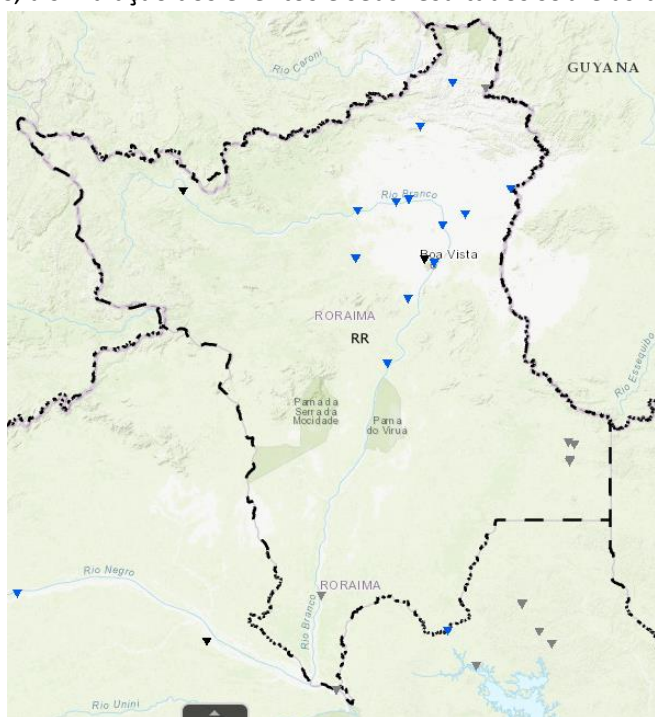 Rio Caroni
GUYANA
Rio Branco
Boa Vista
RORAIMA
RR
Rio Essequibo
Parna da
Serra da
Mocidade
Parna
do Virua
Rio Negro
RORAIMA
Rio Branco
Rio Unini